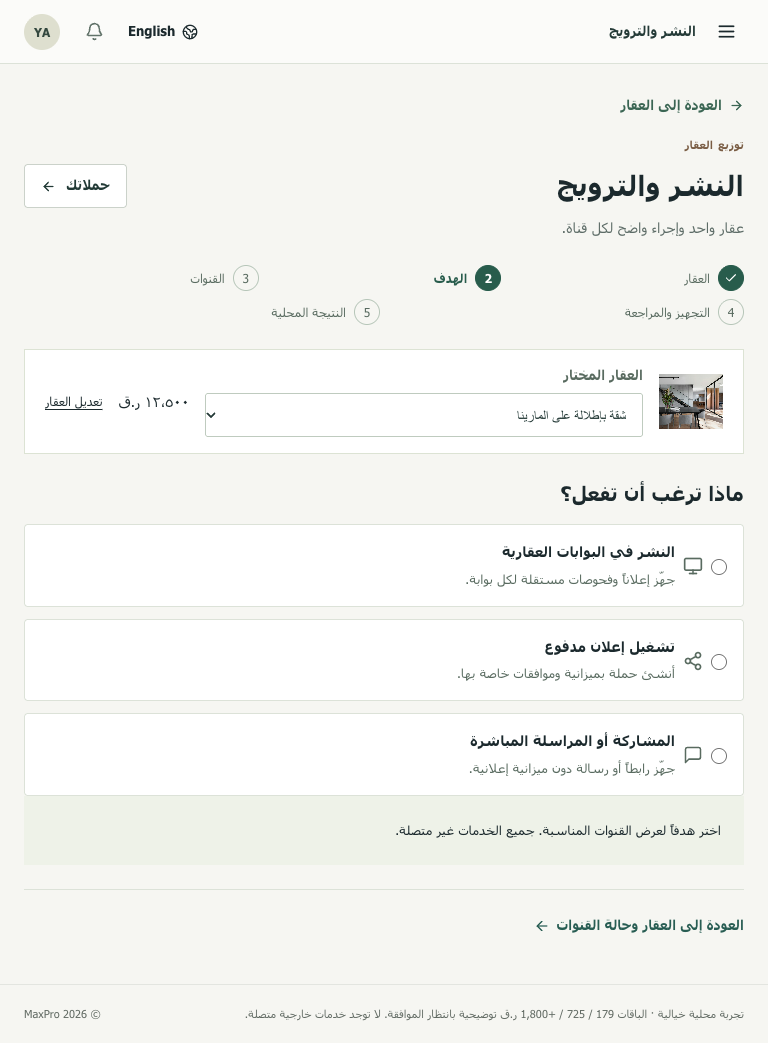 النشر والترويج
English
YA
العودة إلى العقار
توزيع العقار
النشر والترويج
حملاتك
عقار واحد وإجراء واضح لكل قناة.
العقار
2 الهدف
3 القنوات
4 التجهيز والمراجعة
5 النتيجة المحلية
العقار المختار
شقة بإطلالة على المارينا
١٢،٥٠٠ ر.ق
تعديل العقار
ماذا ترغب أن تفعل؟
النشر في البوابات العقارية
جهّز إعلاناً وفحوصات مستقلة لكل بوابة.
تشغيل إعلان مدفوع
أنشئ حملة بميزانية وموافقات خاصة بها.
المشاركة أو المراسلة المباشرة
جهّز رابطاً أو رسالة دون ميزانية إعلانية.
اختر هدفاً لعرض القنوات المناسبة. جميع الخدمات غير متصلة.
العودة إلى العقار وحالة القنوات
تجربة محلية خيالية · الباقات 179 / 725 / +1,800 ر.ق توضيحية بانتظار الموافقة. لا توجد خدمات خارجية متصلة.
© 2026 MaxPro